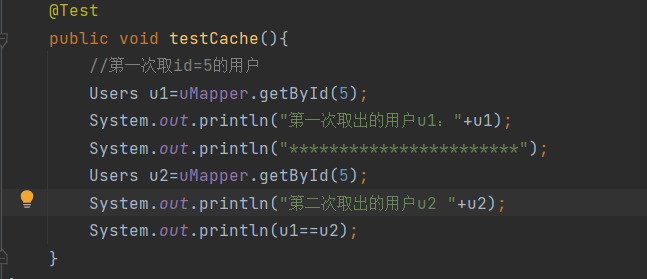 @Test
public void testCache(){
//第一次取id=5的用户
Users u1=uMapper.getById(5);
System.out.println("第一次取出的用户u1："+u1);
System.out.println("***********************");
Users u2=uMapper.getById(5);
System.out.println("第二次取出的用户u2 "+u2);
System.out.println(u1==u2);
}